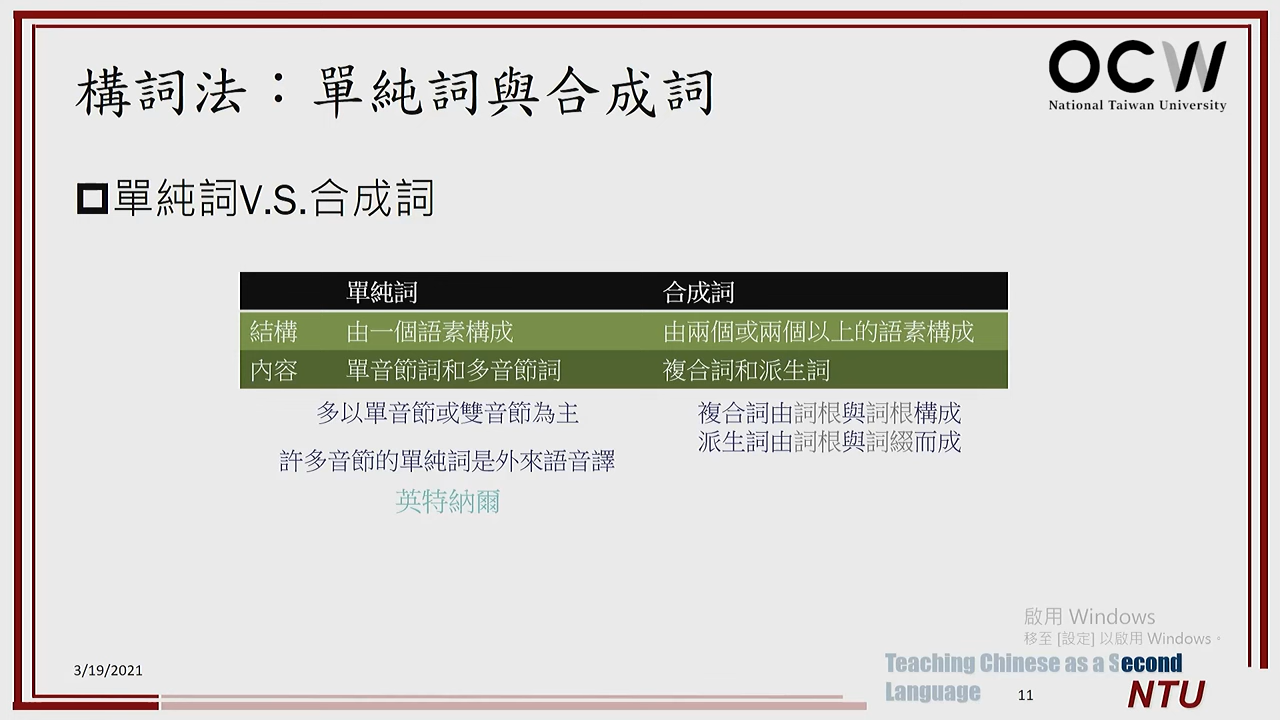 構詞法：單純詞與合成詞
OCW
National Taiwan University
單純詞V.S.合成詞
單純詞 合成詞
結構 由一個語素構成 由兩個或兩個以上的語素構成
內容 單音節詞和多音節詞 複合詞和派生詞
多以單音節或雙音節為主
許多音節的單純詞是外來語音譯
英特納爾
複合詞由詞根與詞根構成
派生詞由詞根與詞綴而成
啟用 Windows
移至 [設定] 以啟用 Windows。
3/19/2021
Teaching Chinese as a Second
Language
11
NTU